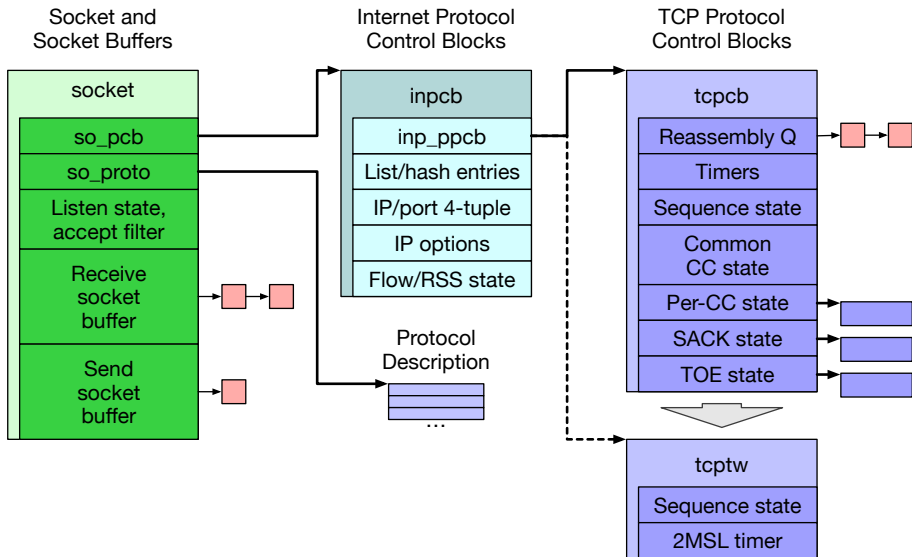 Socket and
Socket Buffers
socket
so_pcb
so_proto
Listen state,
accept filter
Receive
socket
buffer
Send
socket
buffer
Internet Protocol
Control Blocks
inpcb
inp_ppcb
List/hash entries
IP/port 4-tuple
IP options
Flow/RSS state
Protocol
Description
...
TCP Protocol
Control Blocks
tcpcb
Reassembly Q
Timers
Sequence state
Common
CC state
Per-CC state
SACK state
TOE state
tcptw
Sequence state
2MSL timer